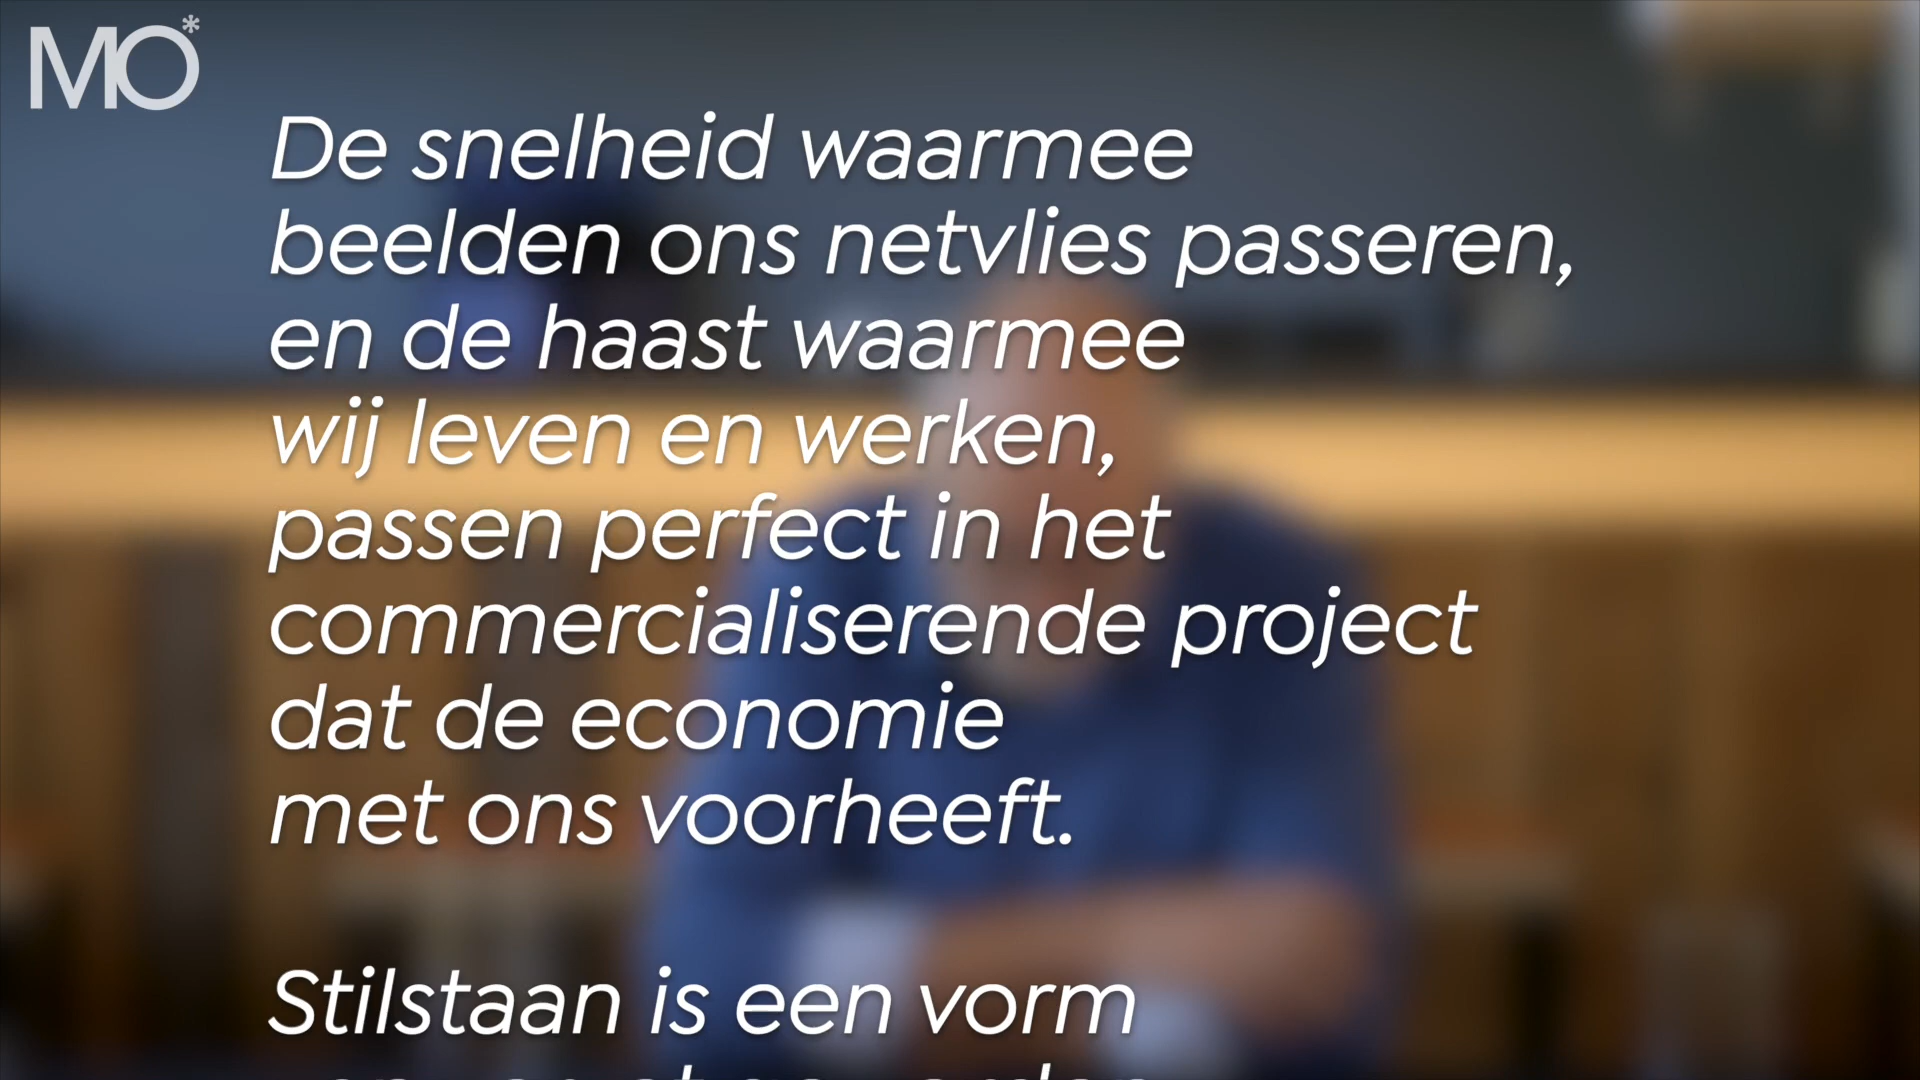 MO*
De snelheid waarmee
beelden ons netvlies passeren,
en de haast waarmee
wij leven en werken,
passen perfect in het
commercialiserende project
dat de economie
met ons voorheeft.
Stilstaan is een vorm